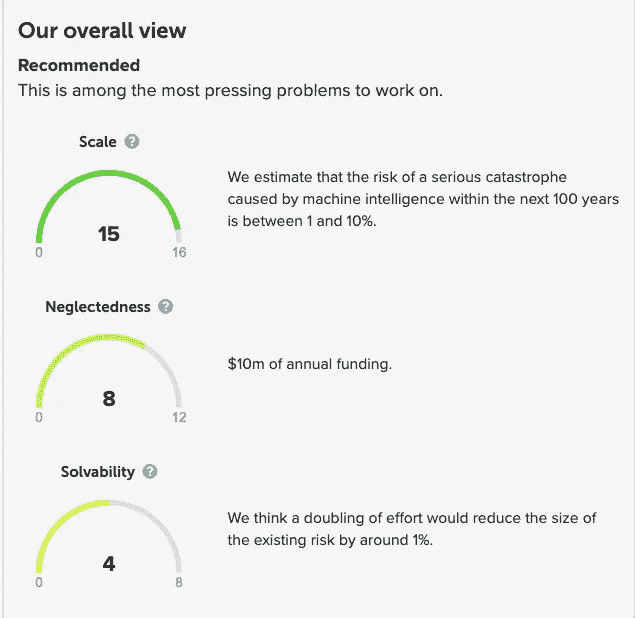 Our overall view
Recommended
This is among the most pressing problems to work on.
Scale ?
15
0
16
We estimate that the risk of a serious catastrophe
caused by machine intelligence within the next 100 years
is between 1 and 10%.
Neglectedness ?
8
0
12
$10m of annual funding.
Solvability ?
4
0
8
We think a doubling of effort would reduce the size of
the existing risk by around 1%.